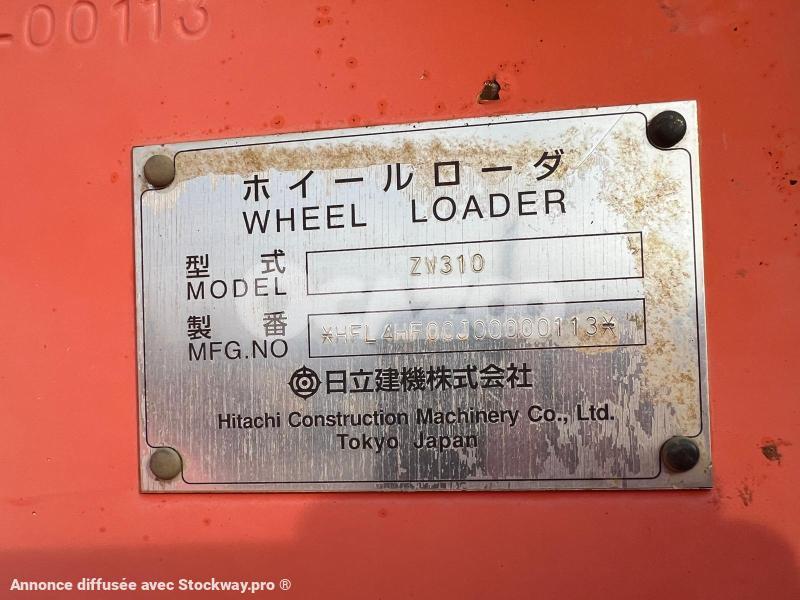 -00113
ホイールローダ
WHEEL LOADER
型式 ZW310
MODEL
製番
MFG.NO
日立建機株式会社
Hitachi Construction Machinery Co., Ltd.
Tokyo Japan
Annonce diffusée avec Stockway.pro ®